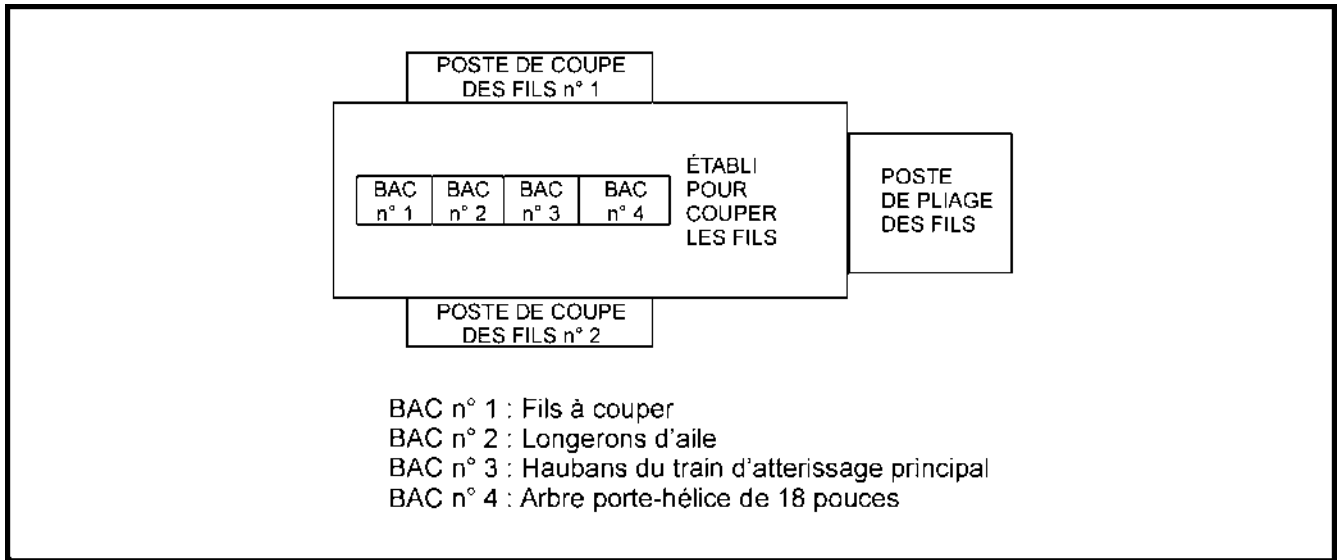 POSTE DE COUPE
DES FILS n° 1
BAC
n° 1
BAC
n° 2
BAC
n° 3
BAC
n° 4
ÉTABLI
POUR
COUPER
LES FILS
POSTE
DE PLIAGE
DES FILS
POSTE DE COUPE
DES FILS n° 2
BAC n° 1 : Fils à couper
BAC n° 2 : Longerons d'aile
BAC n° 3 : Haubans du train d'atterissage principal
BAC n° 4 : Arbre porte-hélice de 18 pouces